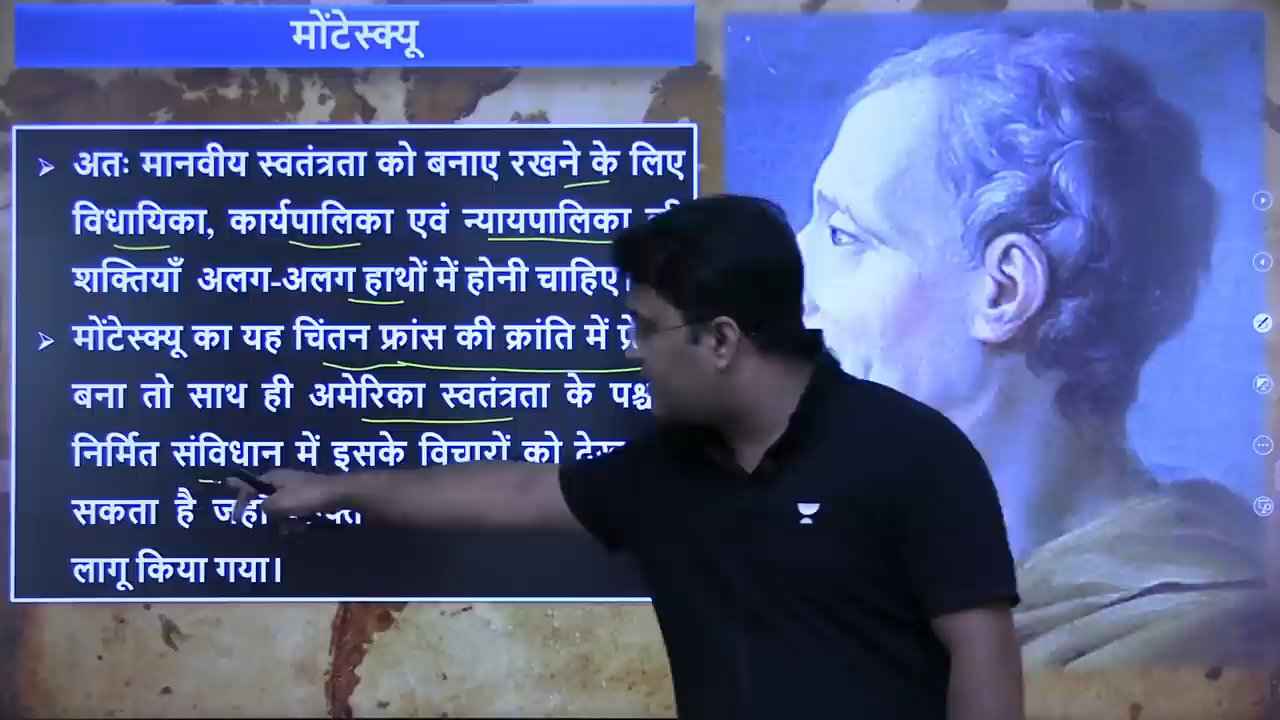 मोंटेस्क्यू
अतः मानवीय स्वतंत्रता को बनाए रखने के लिए
विधायिका, कार्यपालिका एवं न्यायपालिका
शक्तियाँ अलग-अलग हाथों में होनी चाहिए।
मोंटेस्क्यू का यह चिंतन फ्रांस की क्रांति में
बना तो साथ ही अमेरिका स्वतंत्रता के
निर्मित संविधान में इसके विचारों को
सकता है जहाँ
लागू किया गया।